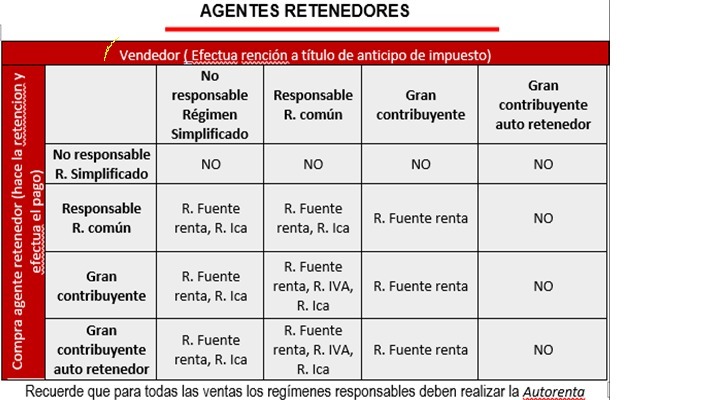 AGENTES RETENEDORES
Vendedor ( Efectua rención a título de anticipo de impuesto)
Compra agente retenedor (hace la retencion y
efectua el pago)
No
responsable
Régimen
Simplificado
Responsable
R. común
Gran
contribuyente
Gran
contribuyente
auto retenedor
No responsable
R. Simplificado
NO
NO
NO
NO
Responsable
R. común
R. Fuente
renta, R. Ica
R. Fuente
renta, R. Ica
R. Fuente renta
NO
Gran
contribuyente
R. Fuente
renta, R. Ica
R. Fuente
renta, R. IVA,
R. Ica
R. Fuente renta
NO
Gran
contribuyente
auto retenedor
R. Fuente
renta, R. Ica
R. Fuente
renta, R. IVA,
R. Ica
R. Fuente renta
NO
Recuerde que para todas las ventas los regímenes responsables deben realizar la Autorenta